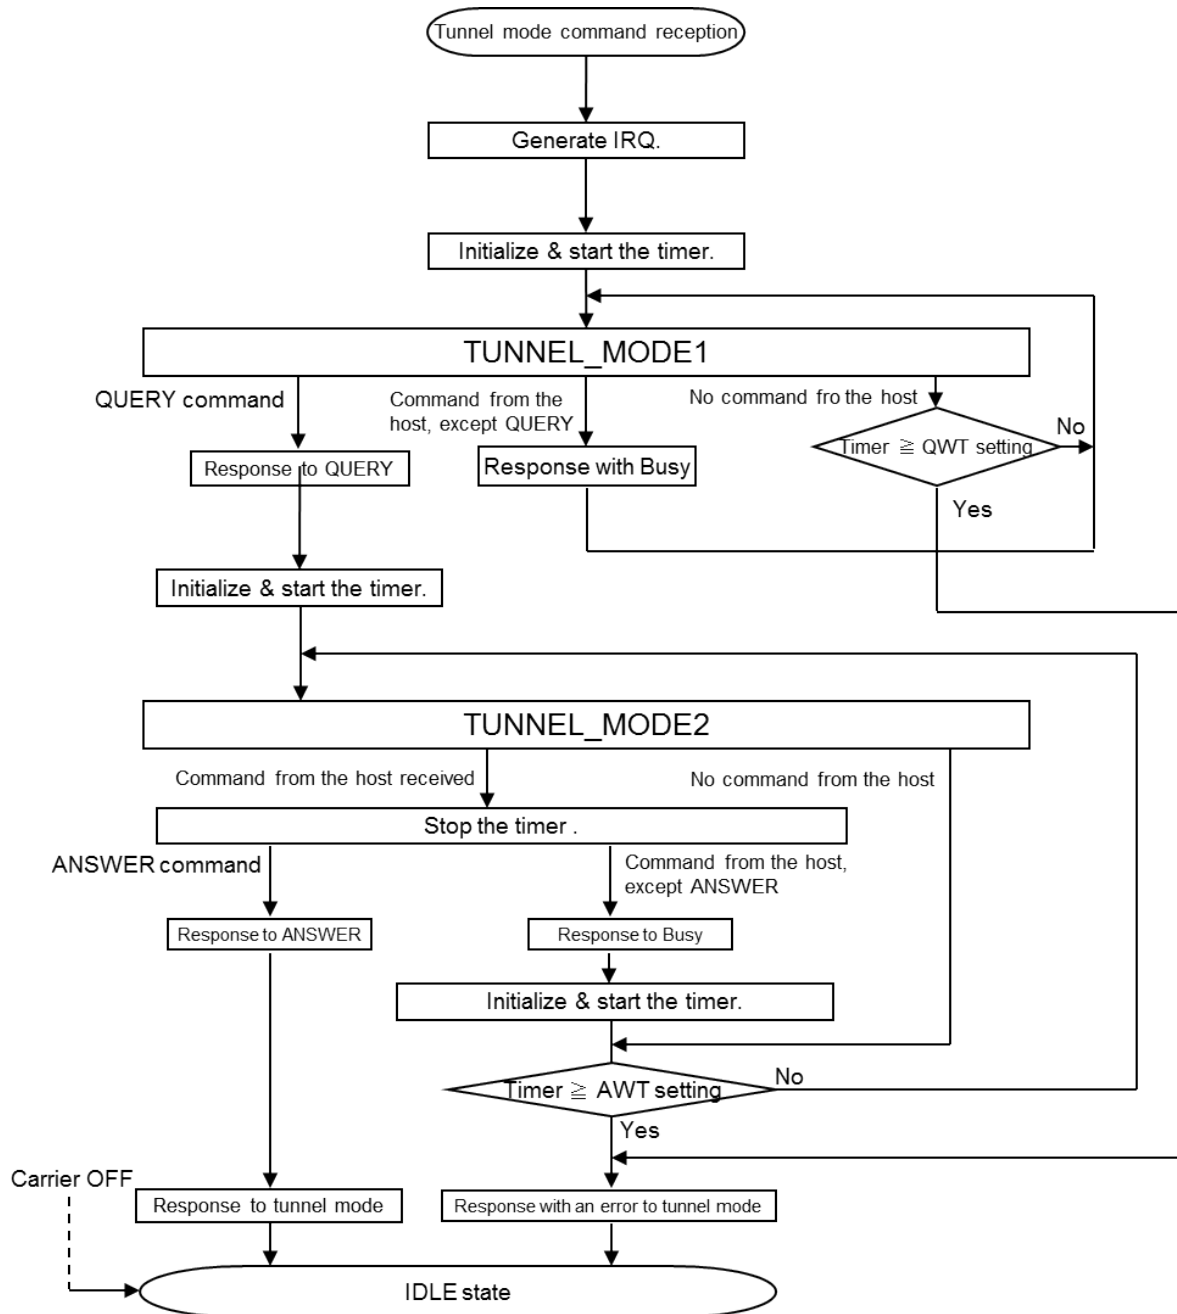 Tunnel mode command reception
Generate IRQ.
Initialize & start the timer.
TUNNEL_MODE1
QUERY command
Command from the
host, except QUERY
No command fro the host
Timer ≧ QWT setting
No
Response to QUERY
Response with Busy
Yes
Initialize & start the timer.
TUNNEL_MODE2
Command from the host received
No command from the host
Stop the timer .
ANSWER command
Command from the host,
except ANSWER
Response to ANSWER
Response to Busy
Initialize & start the timer.
Timer ≧ AWT setting
No
Yes
Carrier OFF
Response to tunnel mode
Response with an error to tunnel mode
IDLE state